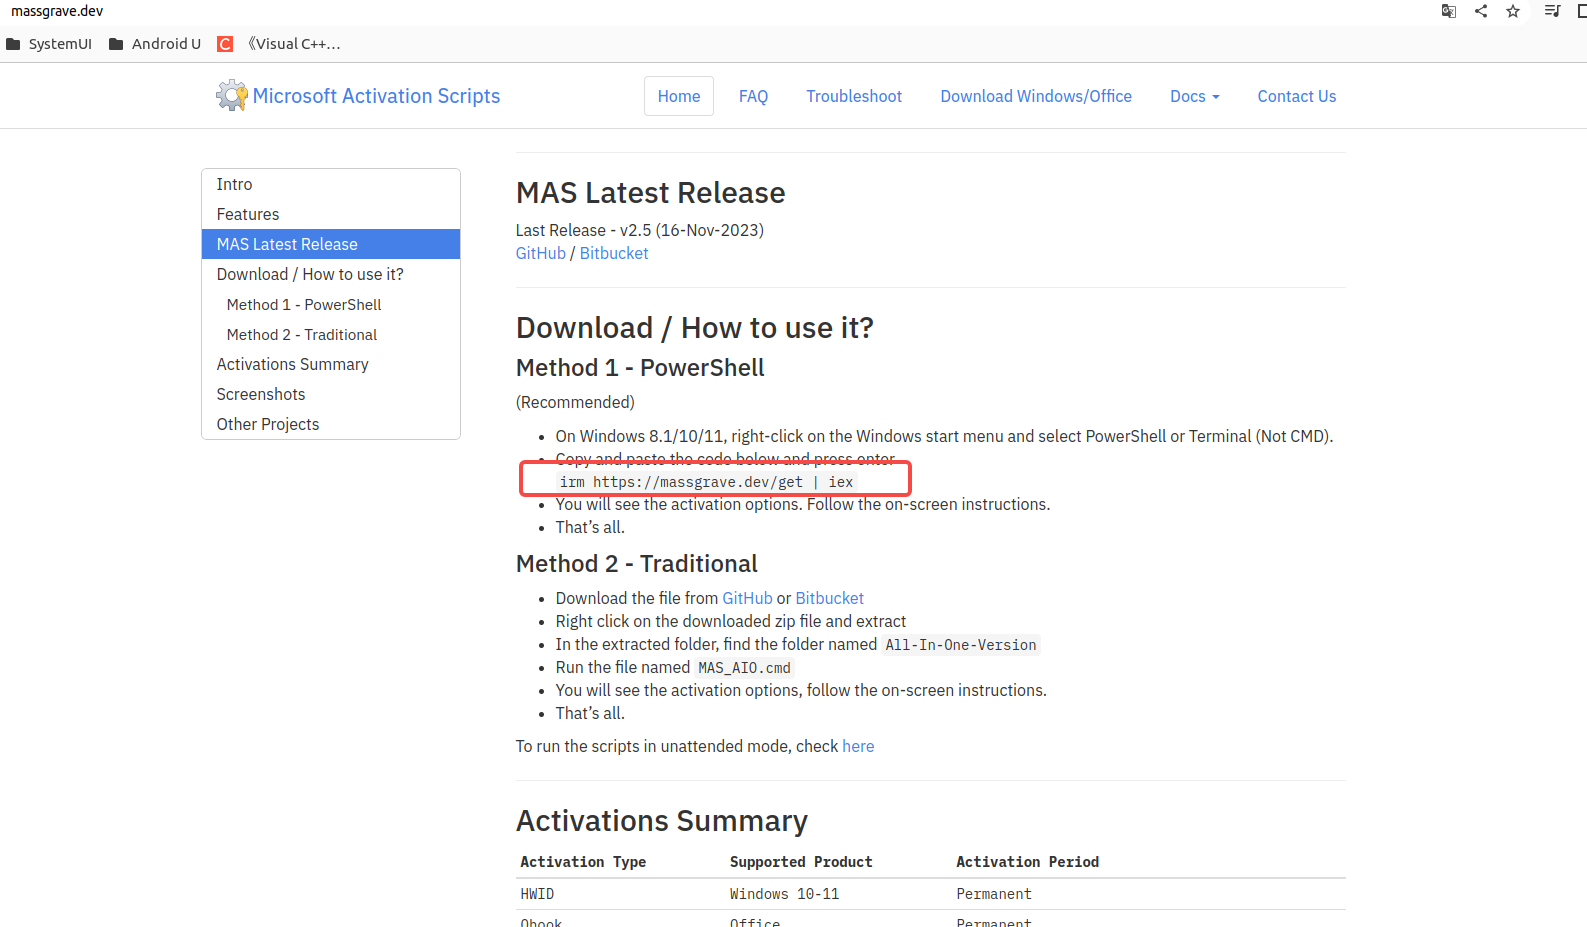 massgrave.dev
SystemUI Android U C 《Visual C++...
Microsoft Activation Scripts
Home FAQ Troubleshoot Download Windows/Office Docs Contact Us
Intro
Features
MAS Latest Release
Download / How to use it?
Method 1 - PowerShell
Method 2 - Traditional
Activations Summary
Screenshots
Other Projects
MAS Latest Release
Last Release - v2.5 (16-Nov-2023)
GitHub / Bitbucket
Download / How to use it?
Method 1 - PowerShell
(Recommended)
• On Windows 8.1/10/11, right-click on the Windows start menu and select PowerShell or Terminal (Not CMD).
• Copy and paste the code below and press enter
irm https://massgrave.dev/get | iex
• You will see the activation options. Follow the on-screen instructions.
• That’s all.
Method 2 - Traditional
• Download the file from GitHub or Bitbucket
• Right click on the downloaded zip file and extract
• In the extracted folder, find the folder named All-In-One-Version
• Run the file named MAS_AIO.cmd
• You will see the activation options, follow the on-screen instructions.
• That’s all.
To run the scripts in unattended mode, check here
Activations Summary
Activation Type Supported Product Activation Period
HWID Windows 10-11 Permanent
Ohook Office Permanent